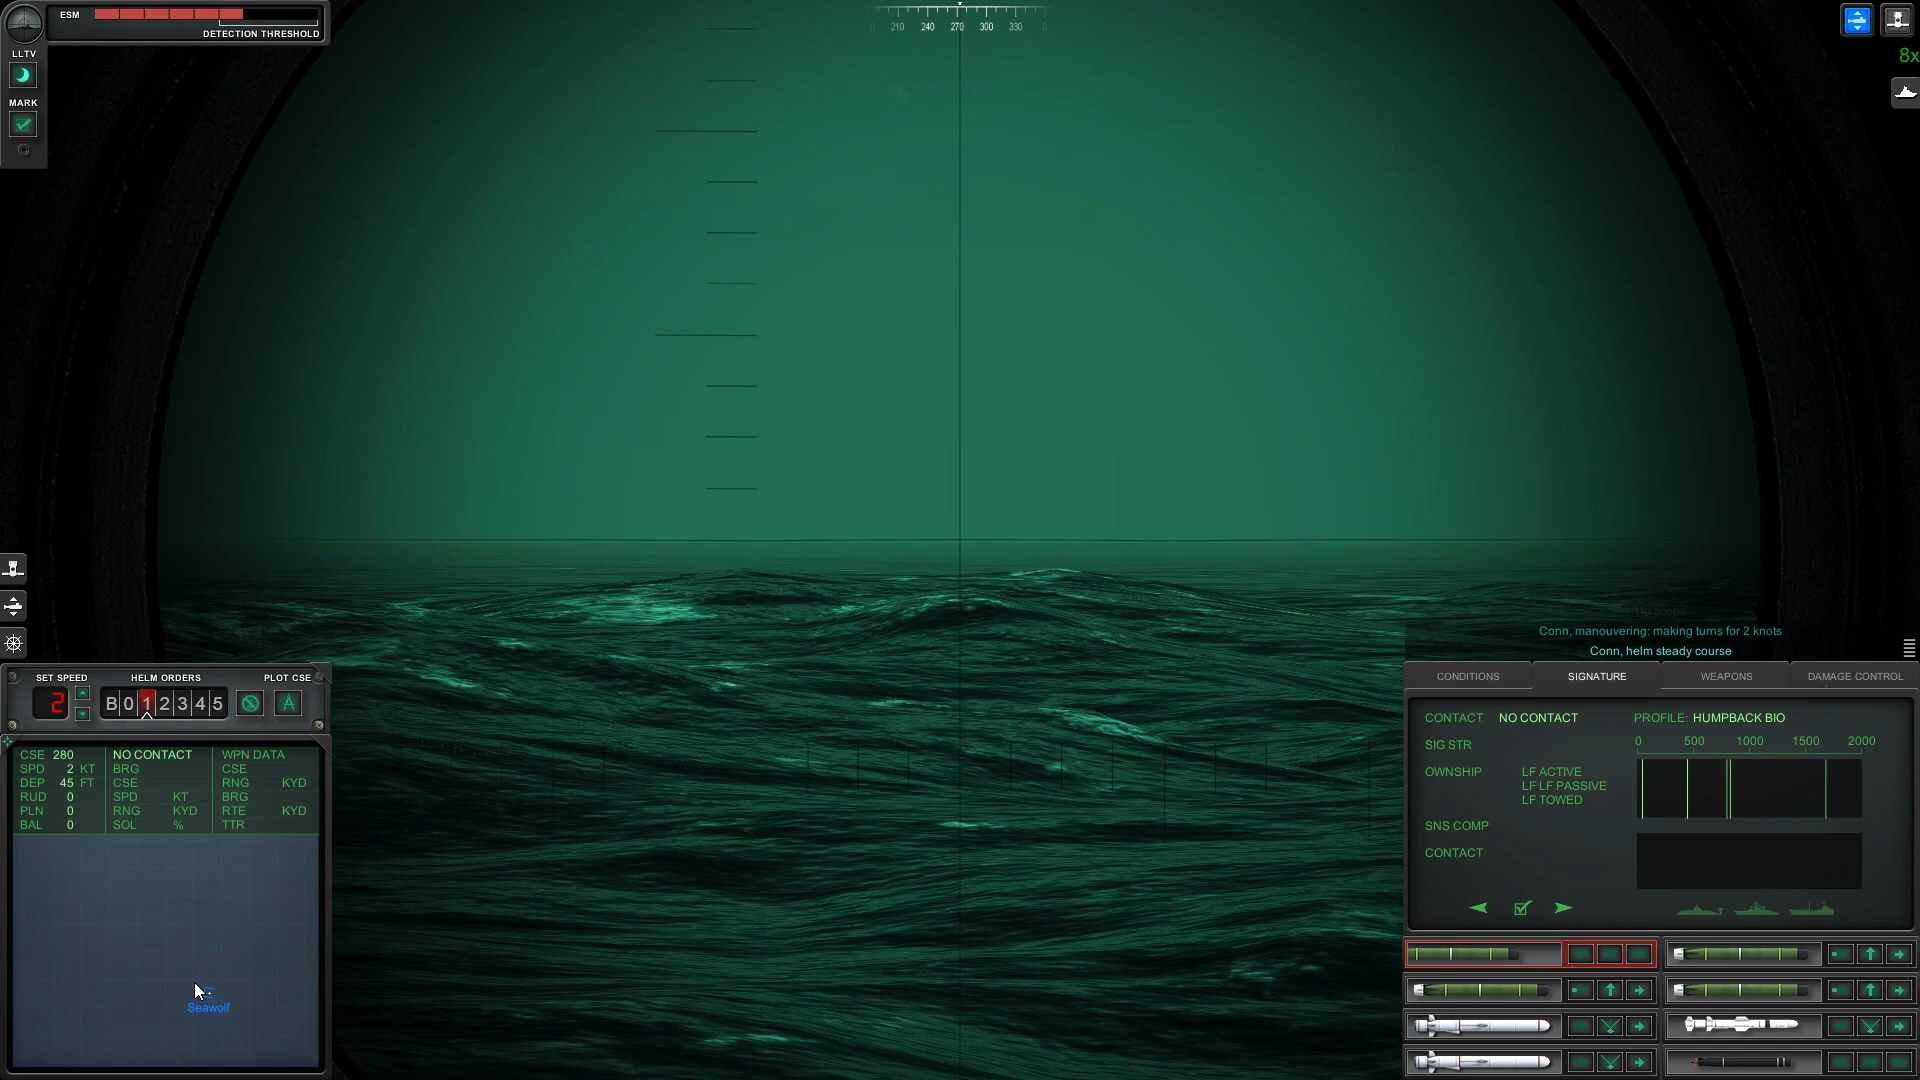 ESM
DETECTION THRESHOLD
LLTV
MARK
210 240 270 300 330 0
8x
Conn, manouvering: making turns for 2 knots
Conn, helm steady course
SET SPEED HELM ORDERS PLOT CSE
2 B 0 1 2 3 4 5
CSE 280 NO CONTACT WPN DATA
SPD 2 KT BRG CSE
DEP 45 FT CSE RNG KYD
RUD 0 SPD KT BRG
PLN 0 RNG KYD RTE KYD
BAL 0 SOL % TTR
Seawolf
CONDITIONS SIGNATURE WEAPONS DAMAGE CONTROL
CONTACT NO CONTACT PROFILE: HUMPBACK BIO
SIG STR 0 500 1000 1500 2000
OWNSHIP LF ACTIVE
LF LF PASSIVE
LF TOWED
SNS COMP
CONTACT